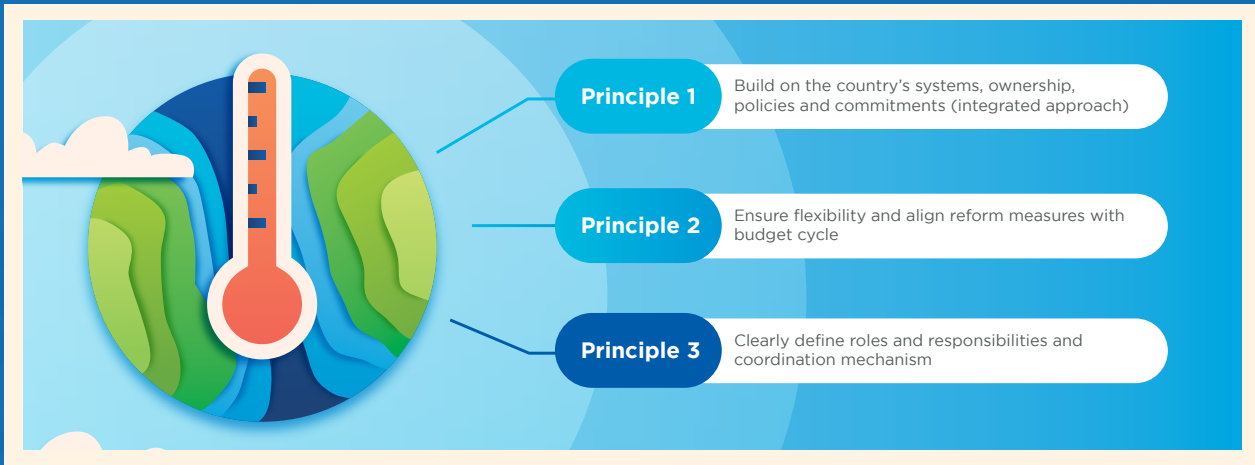 Principle 1
Build on the country’s systems, ownership,
policies and commitments (integrated approach)
Principle 2
Ensure flexibility and align reform measures with
budget cycle
Principle 3
Clearly define roles and responsibilities and
coordination mechanism